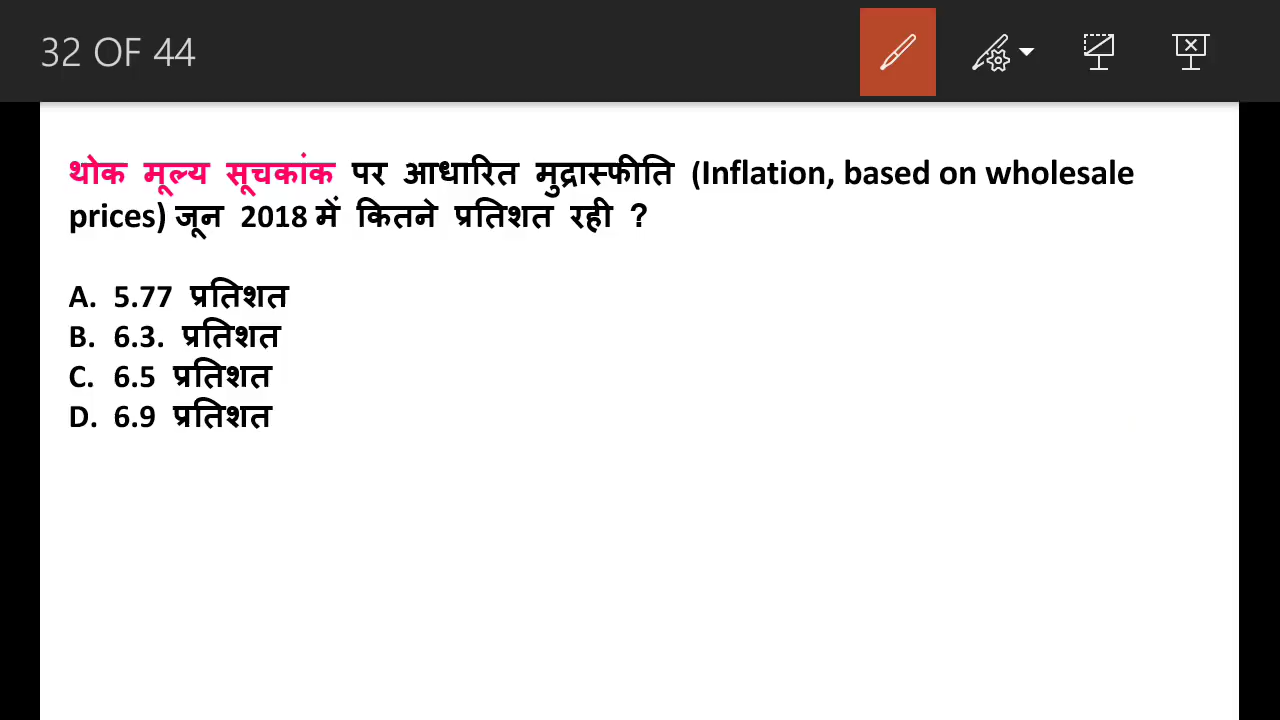 32 OF 44
थोक मूल्य सूचकांक पर आधारित मुद्रास्फीति (Inflation, based on wholesale
prices) जून 2018 में कितने प्रतिशत रही ?
A. 5.77 प्रतिशत
B. 6.3. प्रतिशत
C. 6.5 प्रतिशत
D. 6.9 प्रतिशत